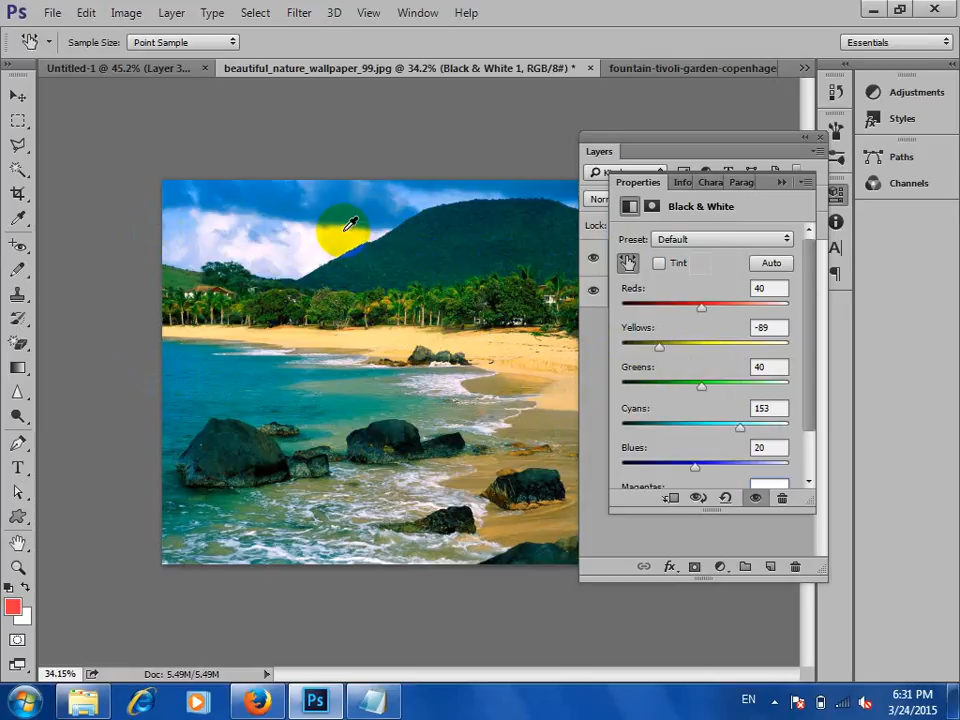 Ps File Edit Image Layer Type Select Filter 3D View Window Help
Sample Size: Point Sample Essentials
Untitled-1 @ 45.2% (Layer 3... × beautiful_nature_wallpaper_99.jpg @ 34.2% (Black & White 1, RGB/8#) * × fountain-tivoli-garden-copenhage
Adjustments
Styles
Paths
Channels
Layers
Properties Info Chara Parag
Norm
Black & White
Lock:
Preset: Default
Tint Auto
Reds: 40
Yellows: -89
Greens: 40
Cyans: 153
Blues: 20
Magentas:
fx
34.15% Doc: 5.49M/5.49M
Ps EN 6:31 PM
3/24/2015